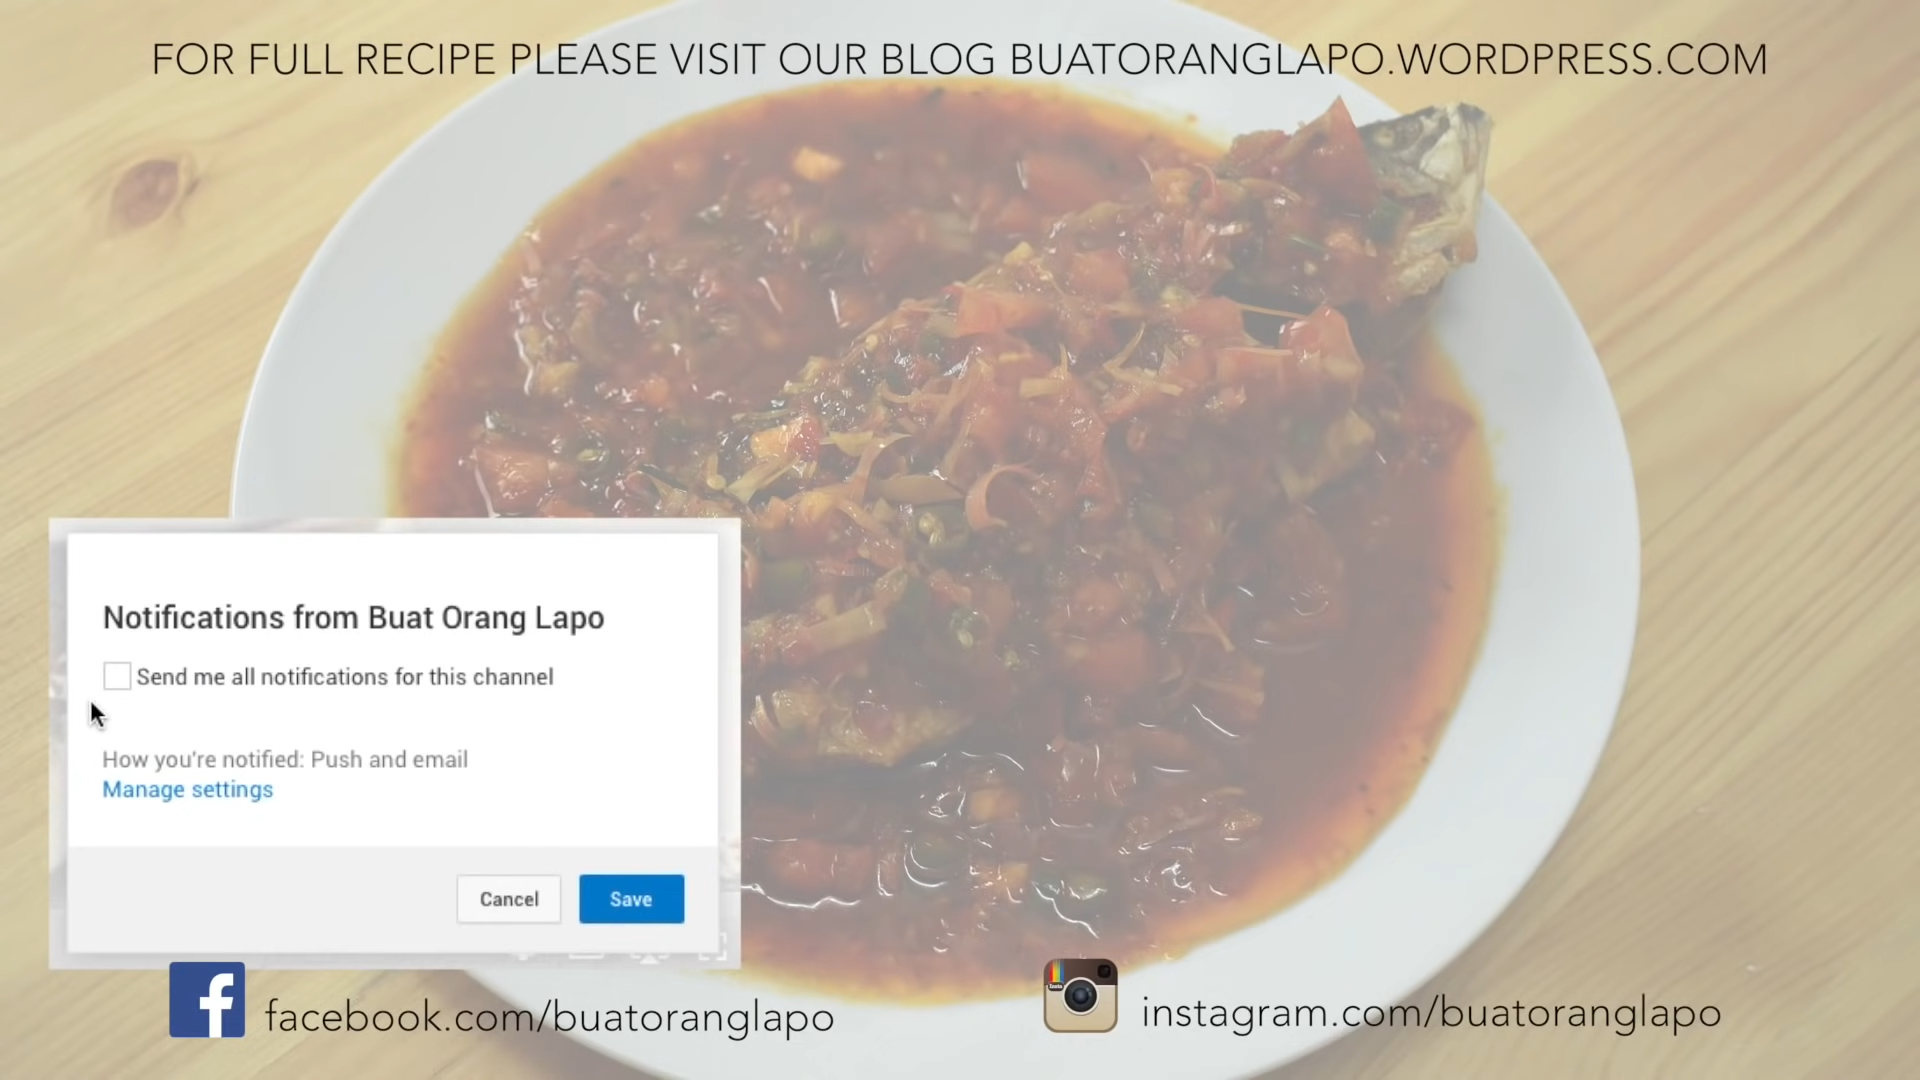 FOR FULL RECIPE PLEASE VISIT OUR BLOG BUATORANGLAPO.WORDPRESS.COM
Notifications from Buat Orang Lapo
Send me all notifications for this channel
How you're notified: Push and email
Manage settings
Cancel Save
facebook.com/buatoranglapo
instagram.com/buatoranglapo